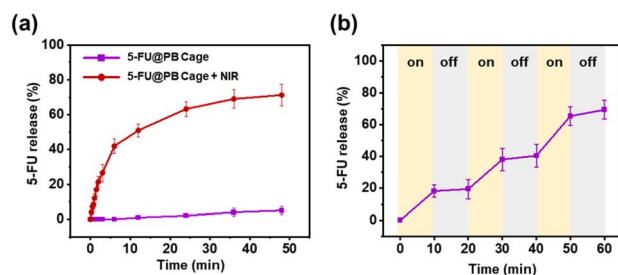 (a)
5-FU release (%)
80
60
40
20
0
5-FU@PB Cage
5-FU@PB Cage + NIR
0 10 20 30 40 50
Time (min)
(b)
5-FU release (%)
100
80
60
40
20
0
on off on off on off
0 10 20 30 40 50 60
Time (min)